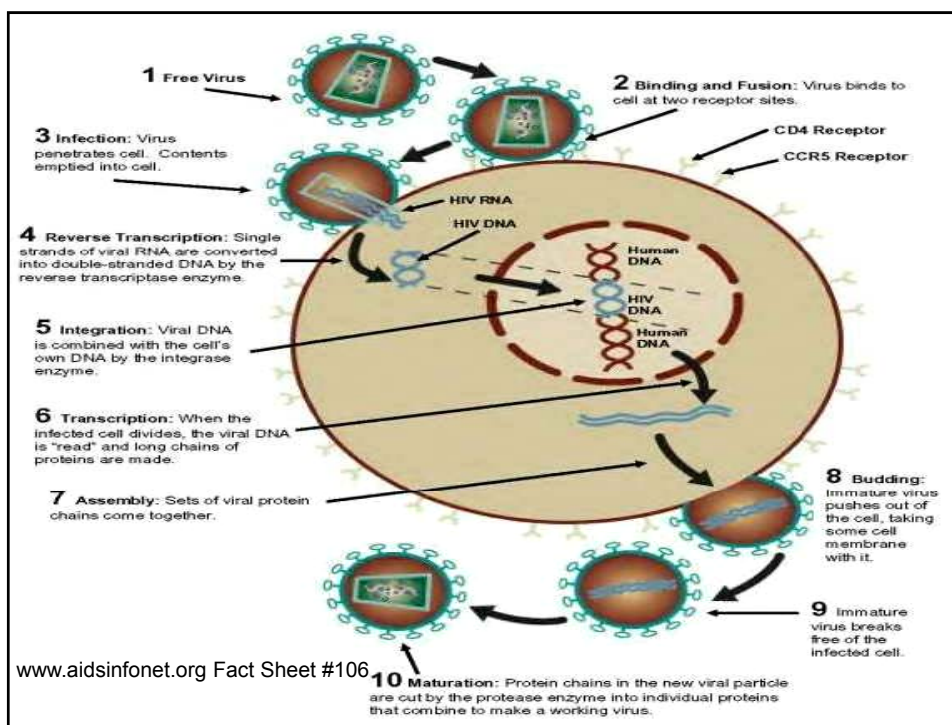 1 Free Virus
2 Binding and Fusion: Virus binds to
cell at two receptor sites.
3 Infection: Virus
penetrates cell. Contents
emptied into cell.
CD4 Receptor
CCR5 Receptor
HIV RNA
HIV DNA
4 Reverse Transcription: Single
strands of viral RNA are converted
into double-stranded DNA by the
reverse transcriptase enzyme.
Human
DNA
HIV
DNA
Human
DNA
5 Integration: Viral DNA
is combined with the cell's
own DNA by the integrase
enzyme.
6 Transcription: When the
infected cell divides, the viral DNA
is "read" and long chains of
proteins are made.
7 Assembly: Sets of viral protein
chains come together.
8 Budding:
Immature virus
pushes out of
the cell, taking
some cell
membrane
with it.
9 Immature
virus breaks
free of the
infected cell.
www.aidsinfonet.org Fact Sheet #106
10 Maturation: Protein chains in the new viral particle
are cut by the protease enzyme into individual proteins
that combine to make a working virus.